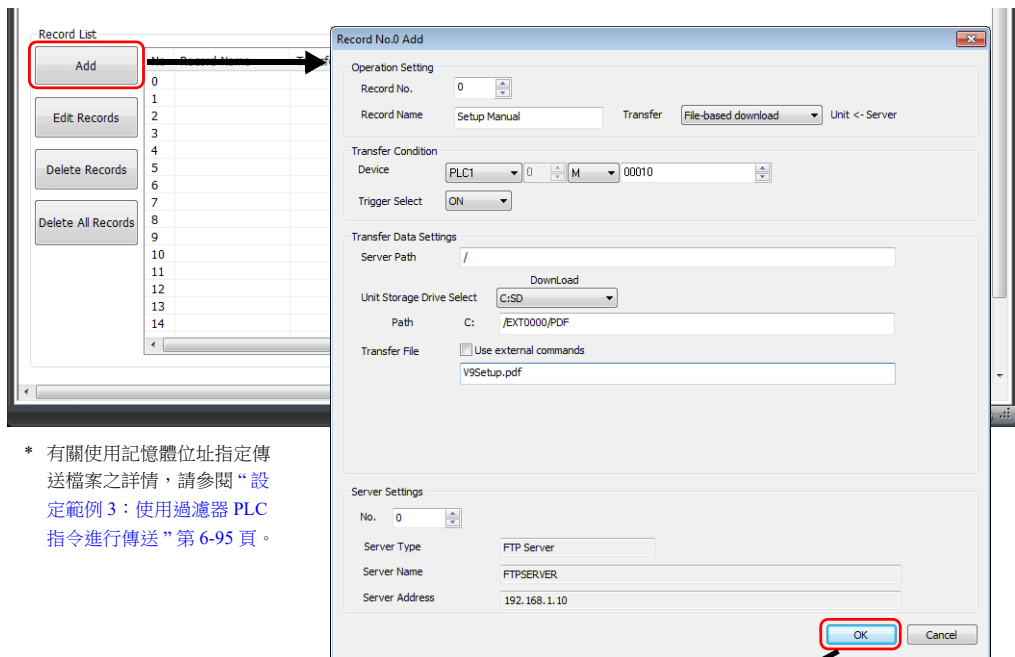 Record List
Add
Edit Records
Delete Records
Delete All Records
0
1
2
3
4
5
6
7
8
9
10
11
12
13
14
* 有關使用記憶體位址指定傳
送檔案之詳情，請參閱 “ 設
定範例 3：使用過濾器 PLC
指令進行傳送 ” 第 6-95 頁。
Record No.0 Add
Operation Setting
Record No. 0
Record Name Setup Manual Transfer File-based download Unit <- Server
Transfer Condition
Device PLC1 0 M 00010
Trigger Select ON
Transfer Data Settings
Server Path /
DownLoad
Unit Storage Drive Select C:SD
Path C: /EXT0000/PDF
Transfer File Use external commands
V9Setup.pdf
Server Settings
No. 0
Server Type FTP Server
Server Name FTPSERVER
Server Address 192.168.1.10
OK Cancel